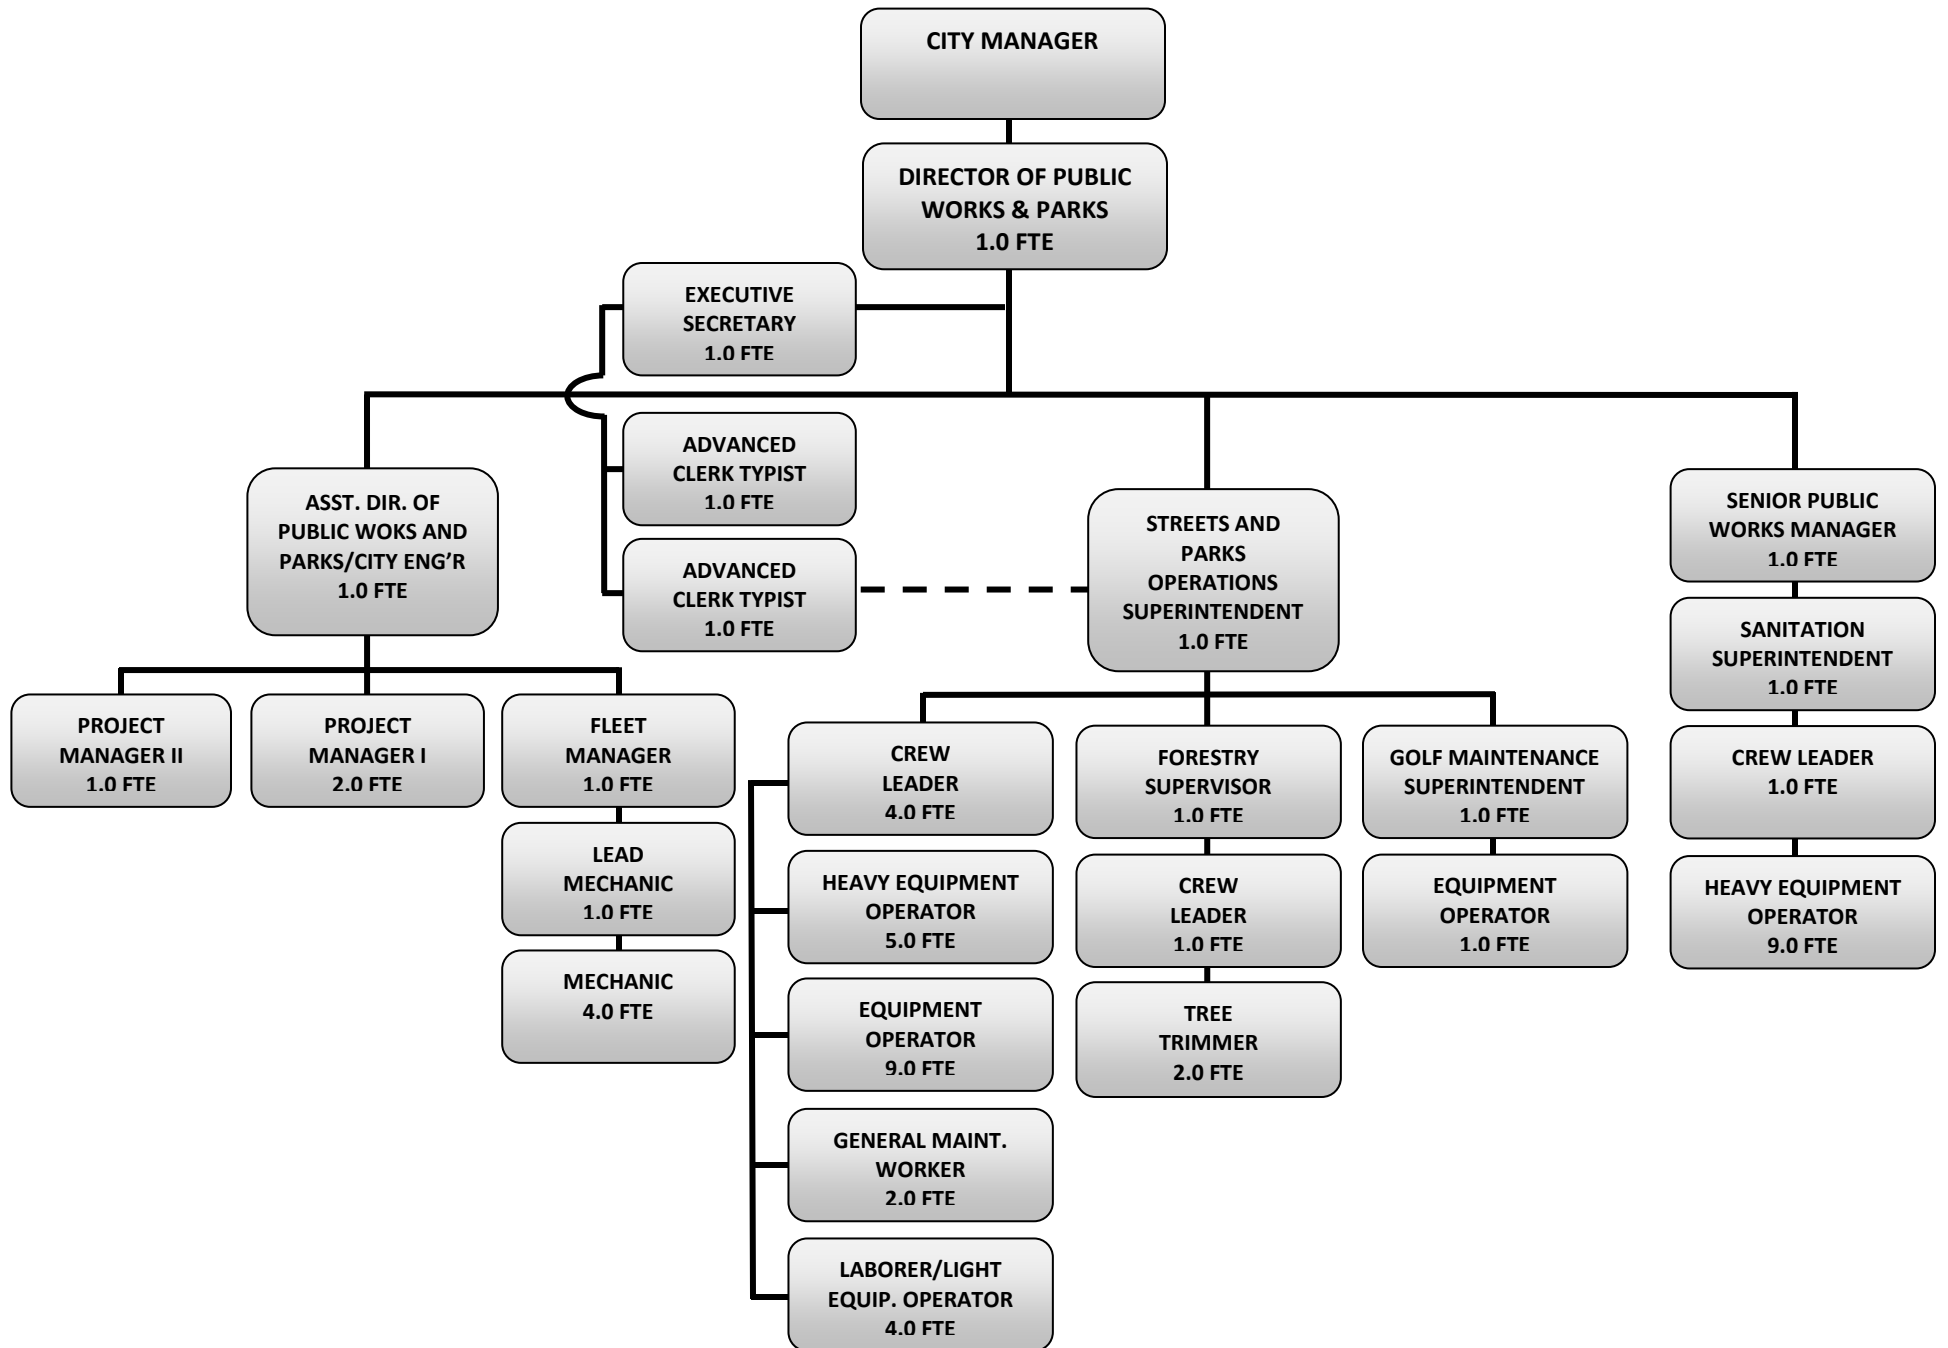 CITY MANAGER
DIRECTOR OF PUBLIC
WORKS & PARKS
1.0 FTE
EXECUTIVE
SECRETARY
1.0 FTE
ADVANCED
CLERK TYPIST
1.0 FTE
ADVANCED
CLERK TYPIST
1.0 FTE
ASST. DIR. OF
PUBLIC WOKS AND
PARKS/CITY ENG’R
1.0 FTE
PROJECT
MANAGER II
1.0 FTE
PROJECT
MANAGER I
2.0 FTE
FLEET
MANAGER
1.0 FTE
LEAD
MECHANIC
1.0 FTE
MECHANIC
4.0 FTE
STREETS AND
PARKS
OPERATIONS
SUPERINTENDENT
1.0 FTE
CREW
LEADER
4.0 FTE
HEAVY EQUIPMENT
OPERATOR
5.0 FTE
EQUIPMENT
OPERATOR
9.0 FTE
GENERAL MAINT.
WORKER
2.0 FTE
LABORER/LIGHT
EQUIP. OPERATOR
4.0 FTE
FORESTRY
SUPERVISOR
1.0 FTE
CREW
LEADER
1.0 FTE
TREE
TRIMMER
2.0 FTE
GOLF MAINTENANCE
SUPERINTENDENT
1.0 FTE
EQUIPMENT
OPERATOR
1.0 FTE
SENIOR PUBLIC
WORKS MANAGER
1.0 FTE
SANITATION
SUPERINTENDENT
1.0 FTE
CREW LEADER
1.0 FTE
HEAVY EQUIPMENT
OPERATOR
9.0 FTE